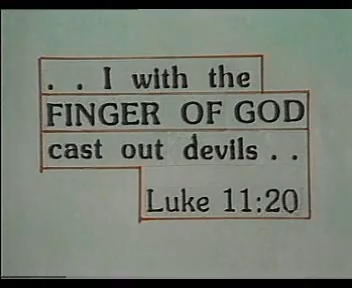 . . I with the
FINGER OF GOD
cast out devils . .
Luke 11:20